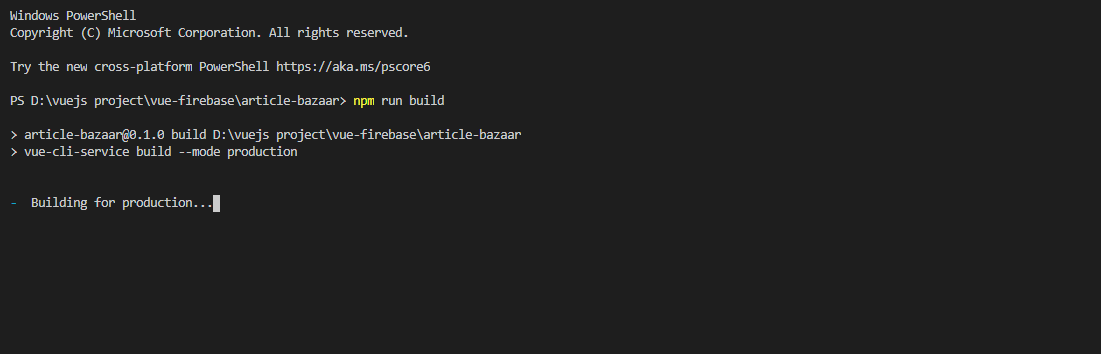 Windows PowerShell
Copyright (C) Microsoft Corporation. All rights reserved.
Try the new cross-platform PowerShell https://aka.ms/pscore6
PS D:\vuejs project\vue-firebase\article-bazaar> npm run build
> article-bazaar@0.1.0 build D:\vuejs project\vue-firebase\article-bazaar
> vue-cli-service build --mode production
-  Building for production...